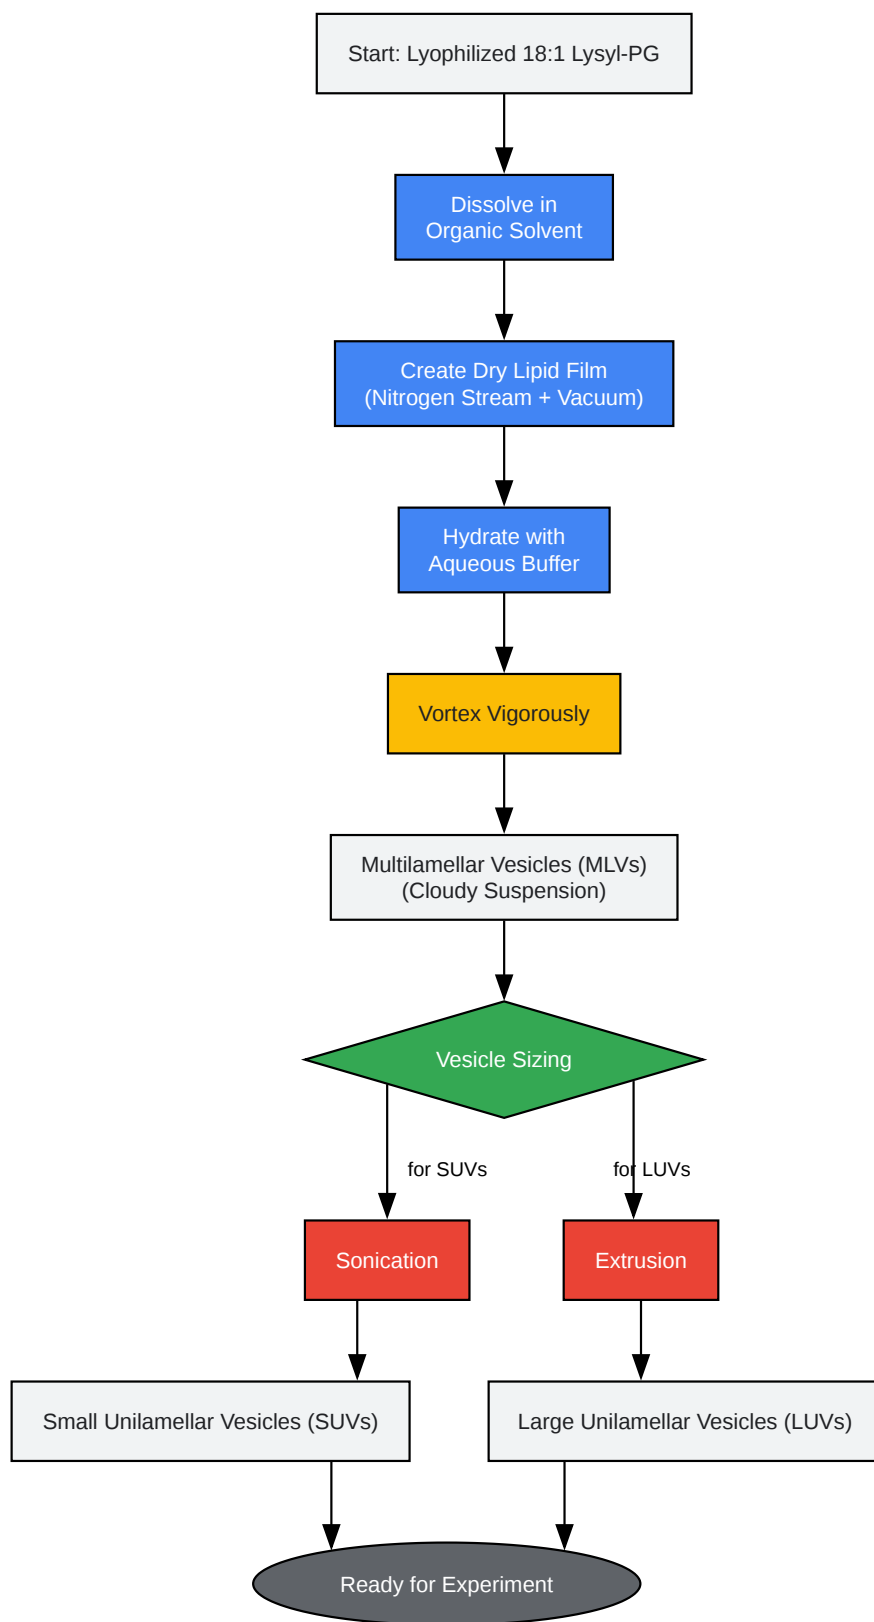 Start: Lyophilized 18:1 Lysyl-PG
Dissolve in
Organic Solvent
Create Dry Lipid Film
(Nitrogen Stream + Vacuum)
Hydrate with
Aqueous Buffer
Vortex Vigorously
Multilamellar Vesicles (MLVs)
(Cloudy Suspension)
Vesicle Sizing
for SUVs
for LUVs
Sonication
Extrusion
Small Unilamellar Vesicles (SUVs)
Large Unilamellar Vesicles (LUVs)
Ready for Experiment